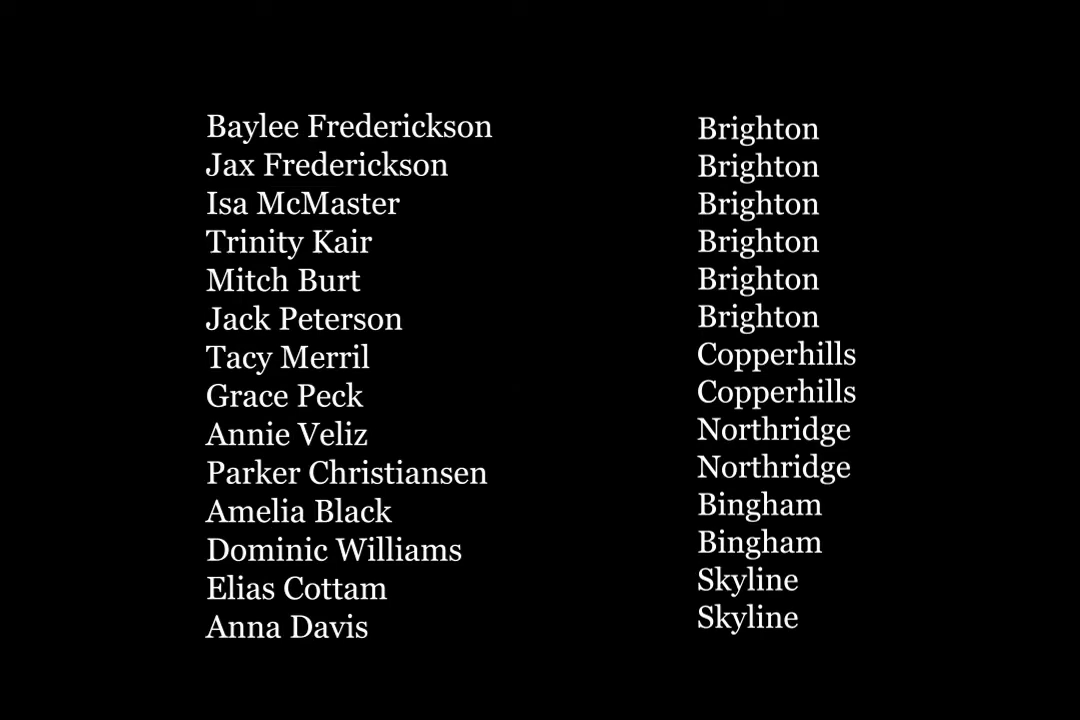 Baylee Frederickson Brighton
Jax Frederickson Brighton
Isa McMaster Brighton
Trinity Kair Brighton
Mitch Burt Brighton
Jack Peterson Brighton
Tacy Merril Copperhills
Grace Peck Copperhills
Annie Veliz Northridge
Parker Christiansen Northridge
Amelia Black Bingham
Dominic Williams Bingham
Elias Cottam Skyline
Anna Davis Skyline